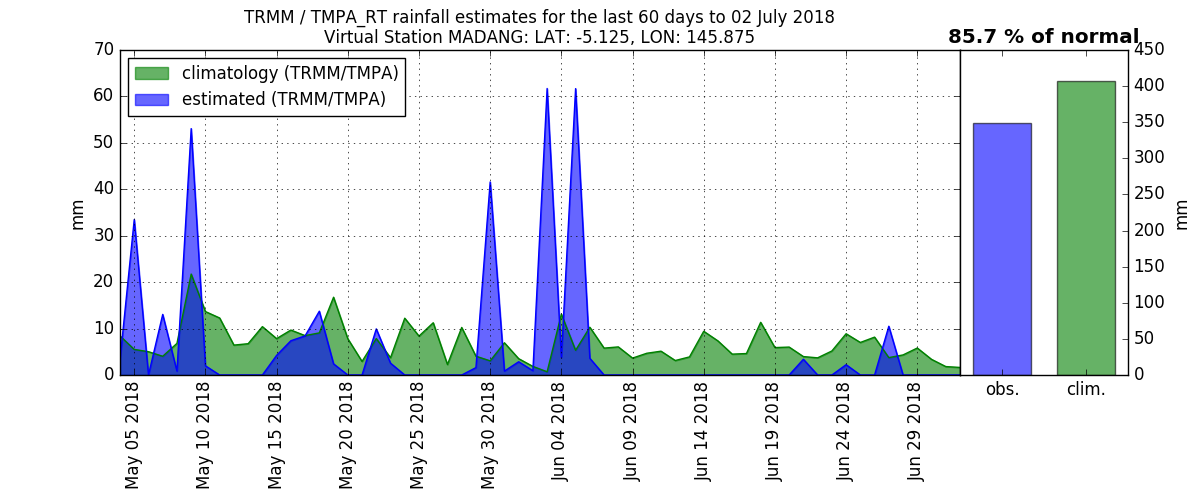 TRMM / TMPA_RT rainfall estimates for the last 60 days to 02 July 2018
Virtual Station MADANG: LAT: -5.125, LON: 145.875
85.7 % of normal
climatology (TRMM/TMPA)
estimated (TRMM/TMPA)
70
60
50
40
30
20
10
0
mm
May 05 2018
May 10 2018
May 15 2018
May 20 2018
May 25 2018
May 30 2018
Jun 04 2018
Jun 09 2018
Jun 14 2018
Jun 19 2018
Jun 24 2018
Jun 29 2018
450
400
350
300
250
200
150
100
50
0
mm
obs.
clim.